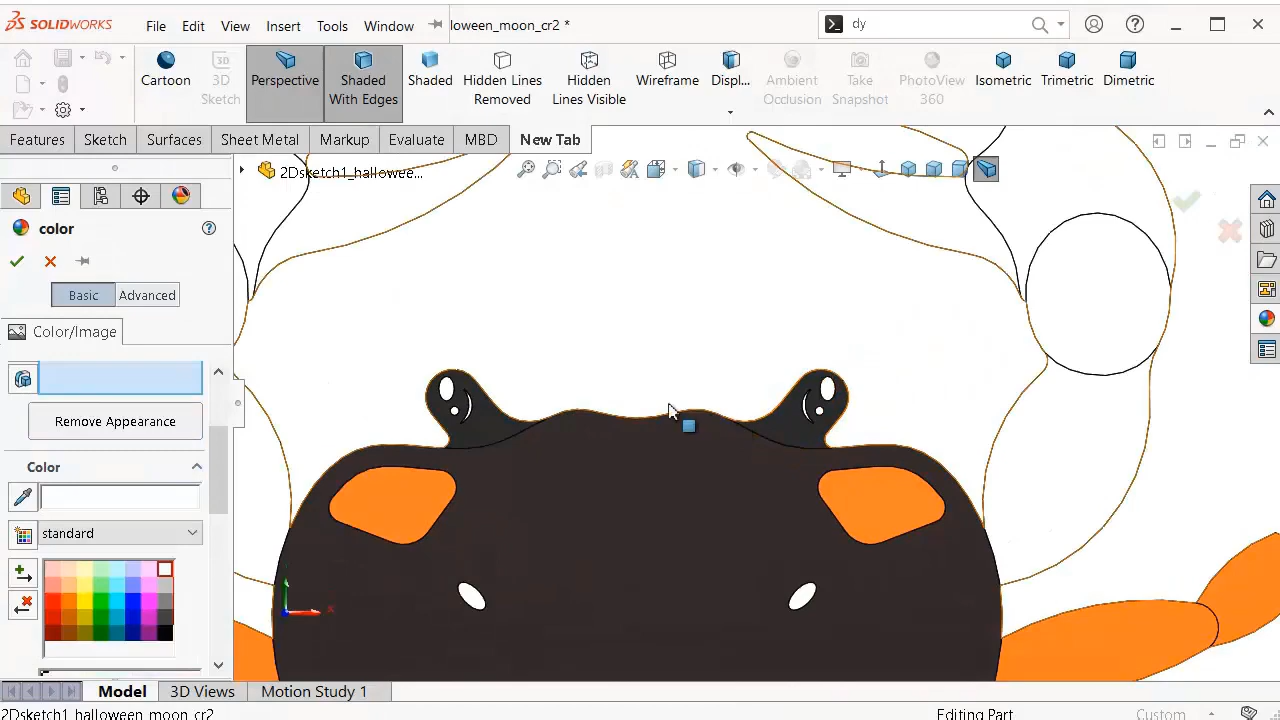 SOLIDWORKS
File
Edit
View
Insert
Tools
Window
loween_moon_cr2 *
dy
Cartoon
3D
Sketch
Perspective
Shaded
With Edges
Shaded
Hidden Lines
Removed
Hidden
Lines Visible
Wireframe
Displ...
Ambient
Occlusion
Take
Snapshot
PhotoView
360
Isometric
Trimetric
Dimetric
Features
Sketch
Surfaces
Sheet Metal
Markup
Evaluate
MBD
New Tab
2Dsketch1_hallowee...
color
Basic
Advanced
Color/Image
Remove Appearance
Color
standard
x
Model
3D Views
Motion Study 1
2Dsketch1_halloween_moon_cr2
Editing Part
Custom